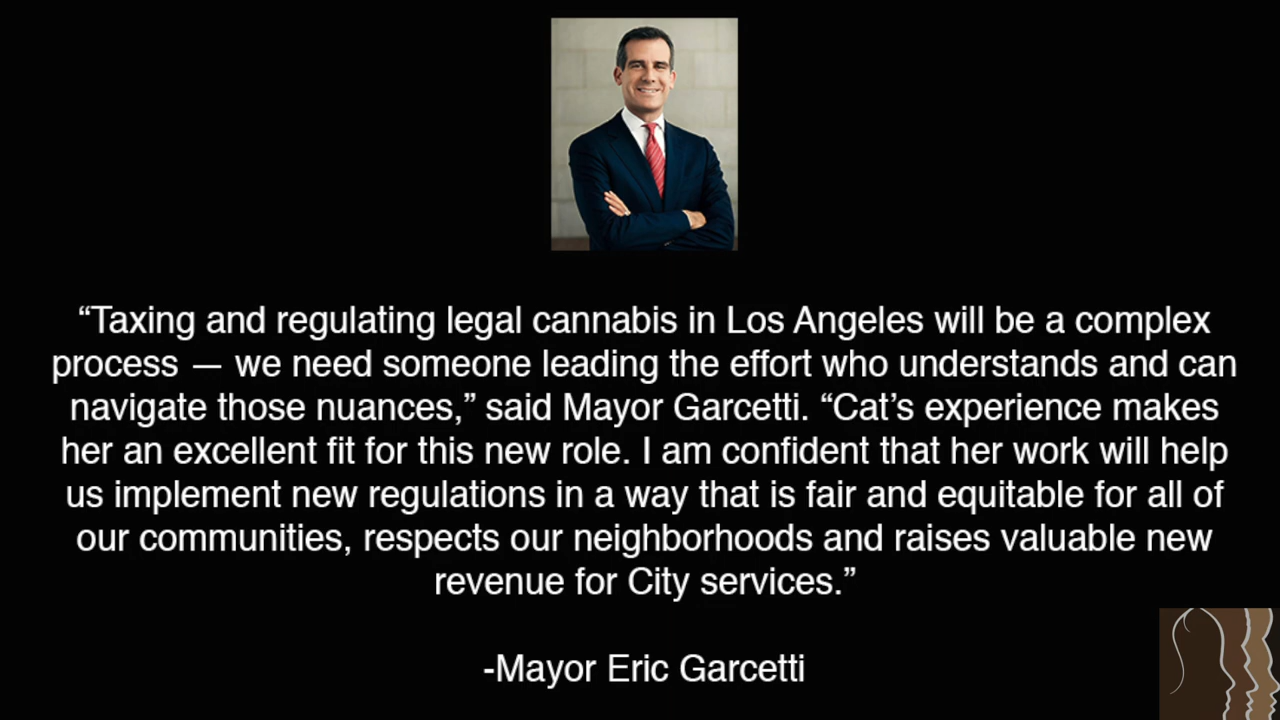 “Taxing and regulating legal cannabis in Los Angeles will be a complex
process — we need someone leading the effort who understands and can
navigate those nuances,” said Mayor Garcetti. “Cat’s experience makes
her an excellent fit for this new role. I am confident that her work will help
us implement new regulations in a way that is fair and equitable for all of
our communities, respects our neighborhoods and raises valuable new
revenue for City services.”
-Mayor Eric Garcetti